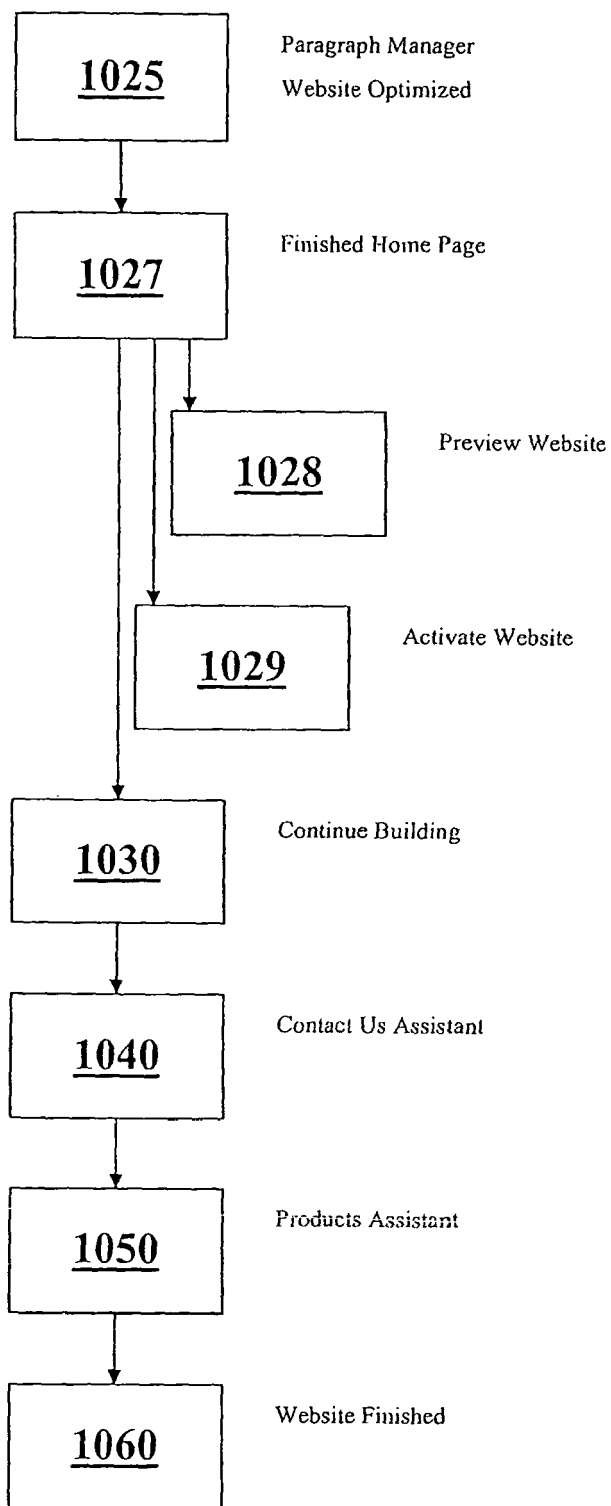 1025
Paragraph Manager
Website Optimized
1027
Finished Home Page
1028
Preview Website
1029
Activate Website
1030
Continue Building
1040
Contact Us Assistant
1050
Products Assistant
1060
Website Finished